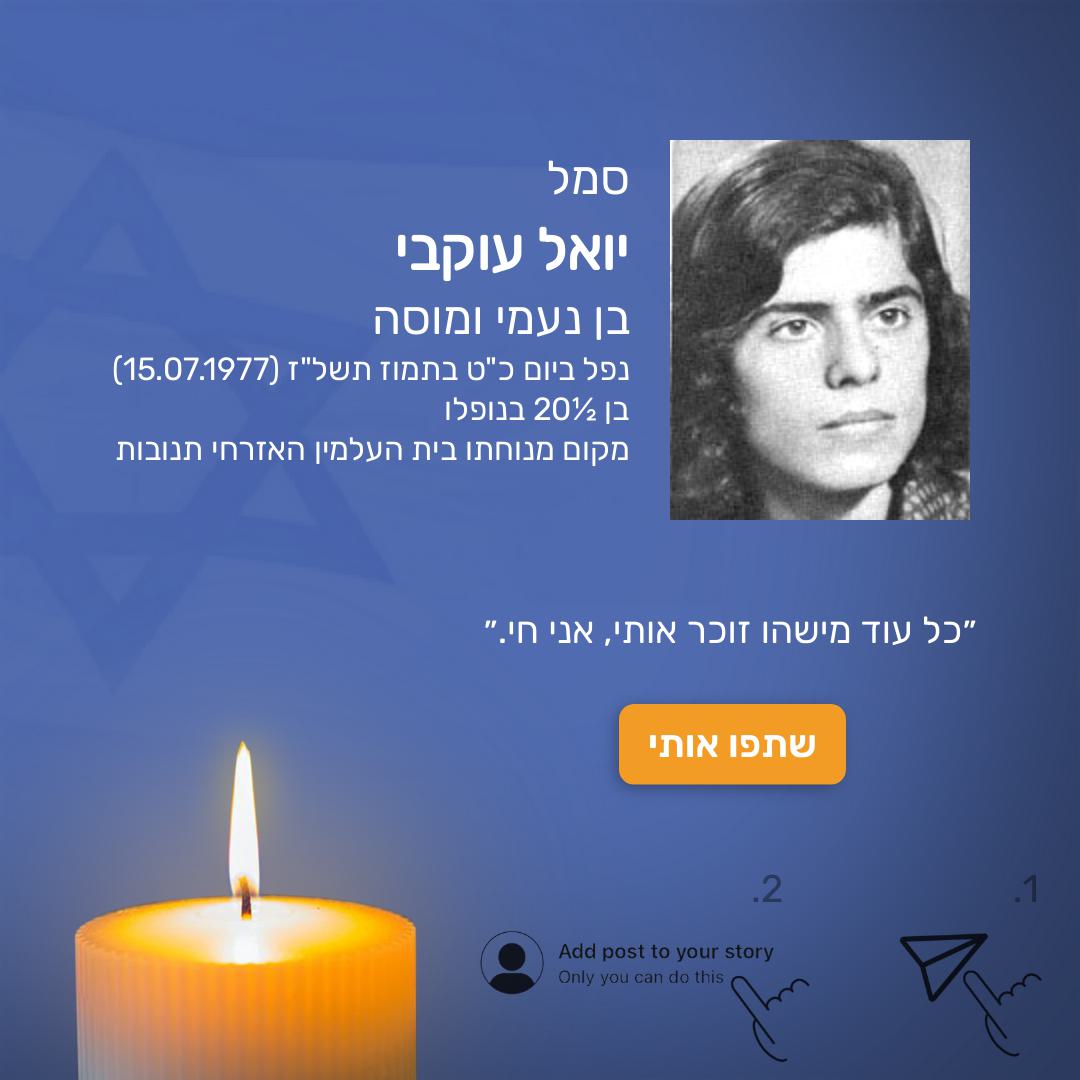 סמל
יואל עוקבי
בן נעמי ומוסה
נפל ביום כ"ט בתמוז תשל"ז (15.07.1977)
בן 20½ בנופלו
מקום מנוחתו בית העלמין האזרחי תנובות
״כל עוד מישהו זוכר אותי, אני חי.״
שתפו אותי
1.
2.
Add post to your story
Only you can do this